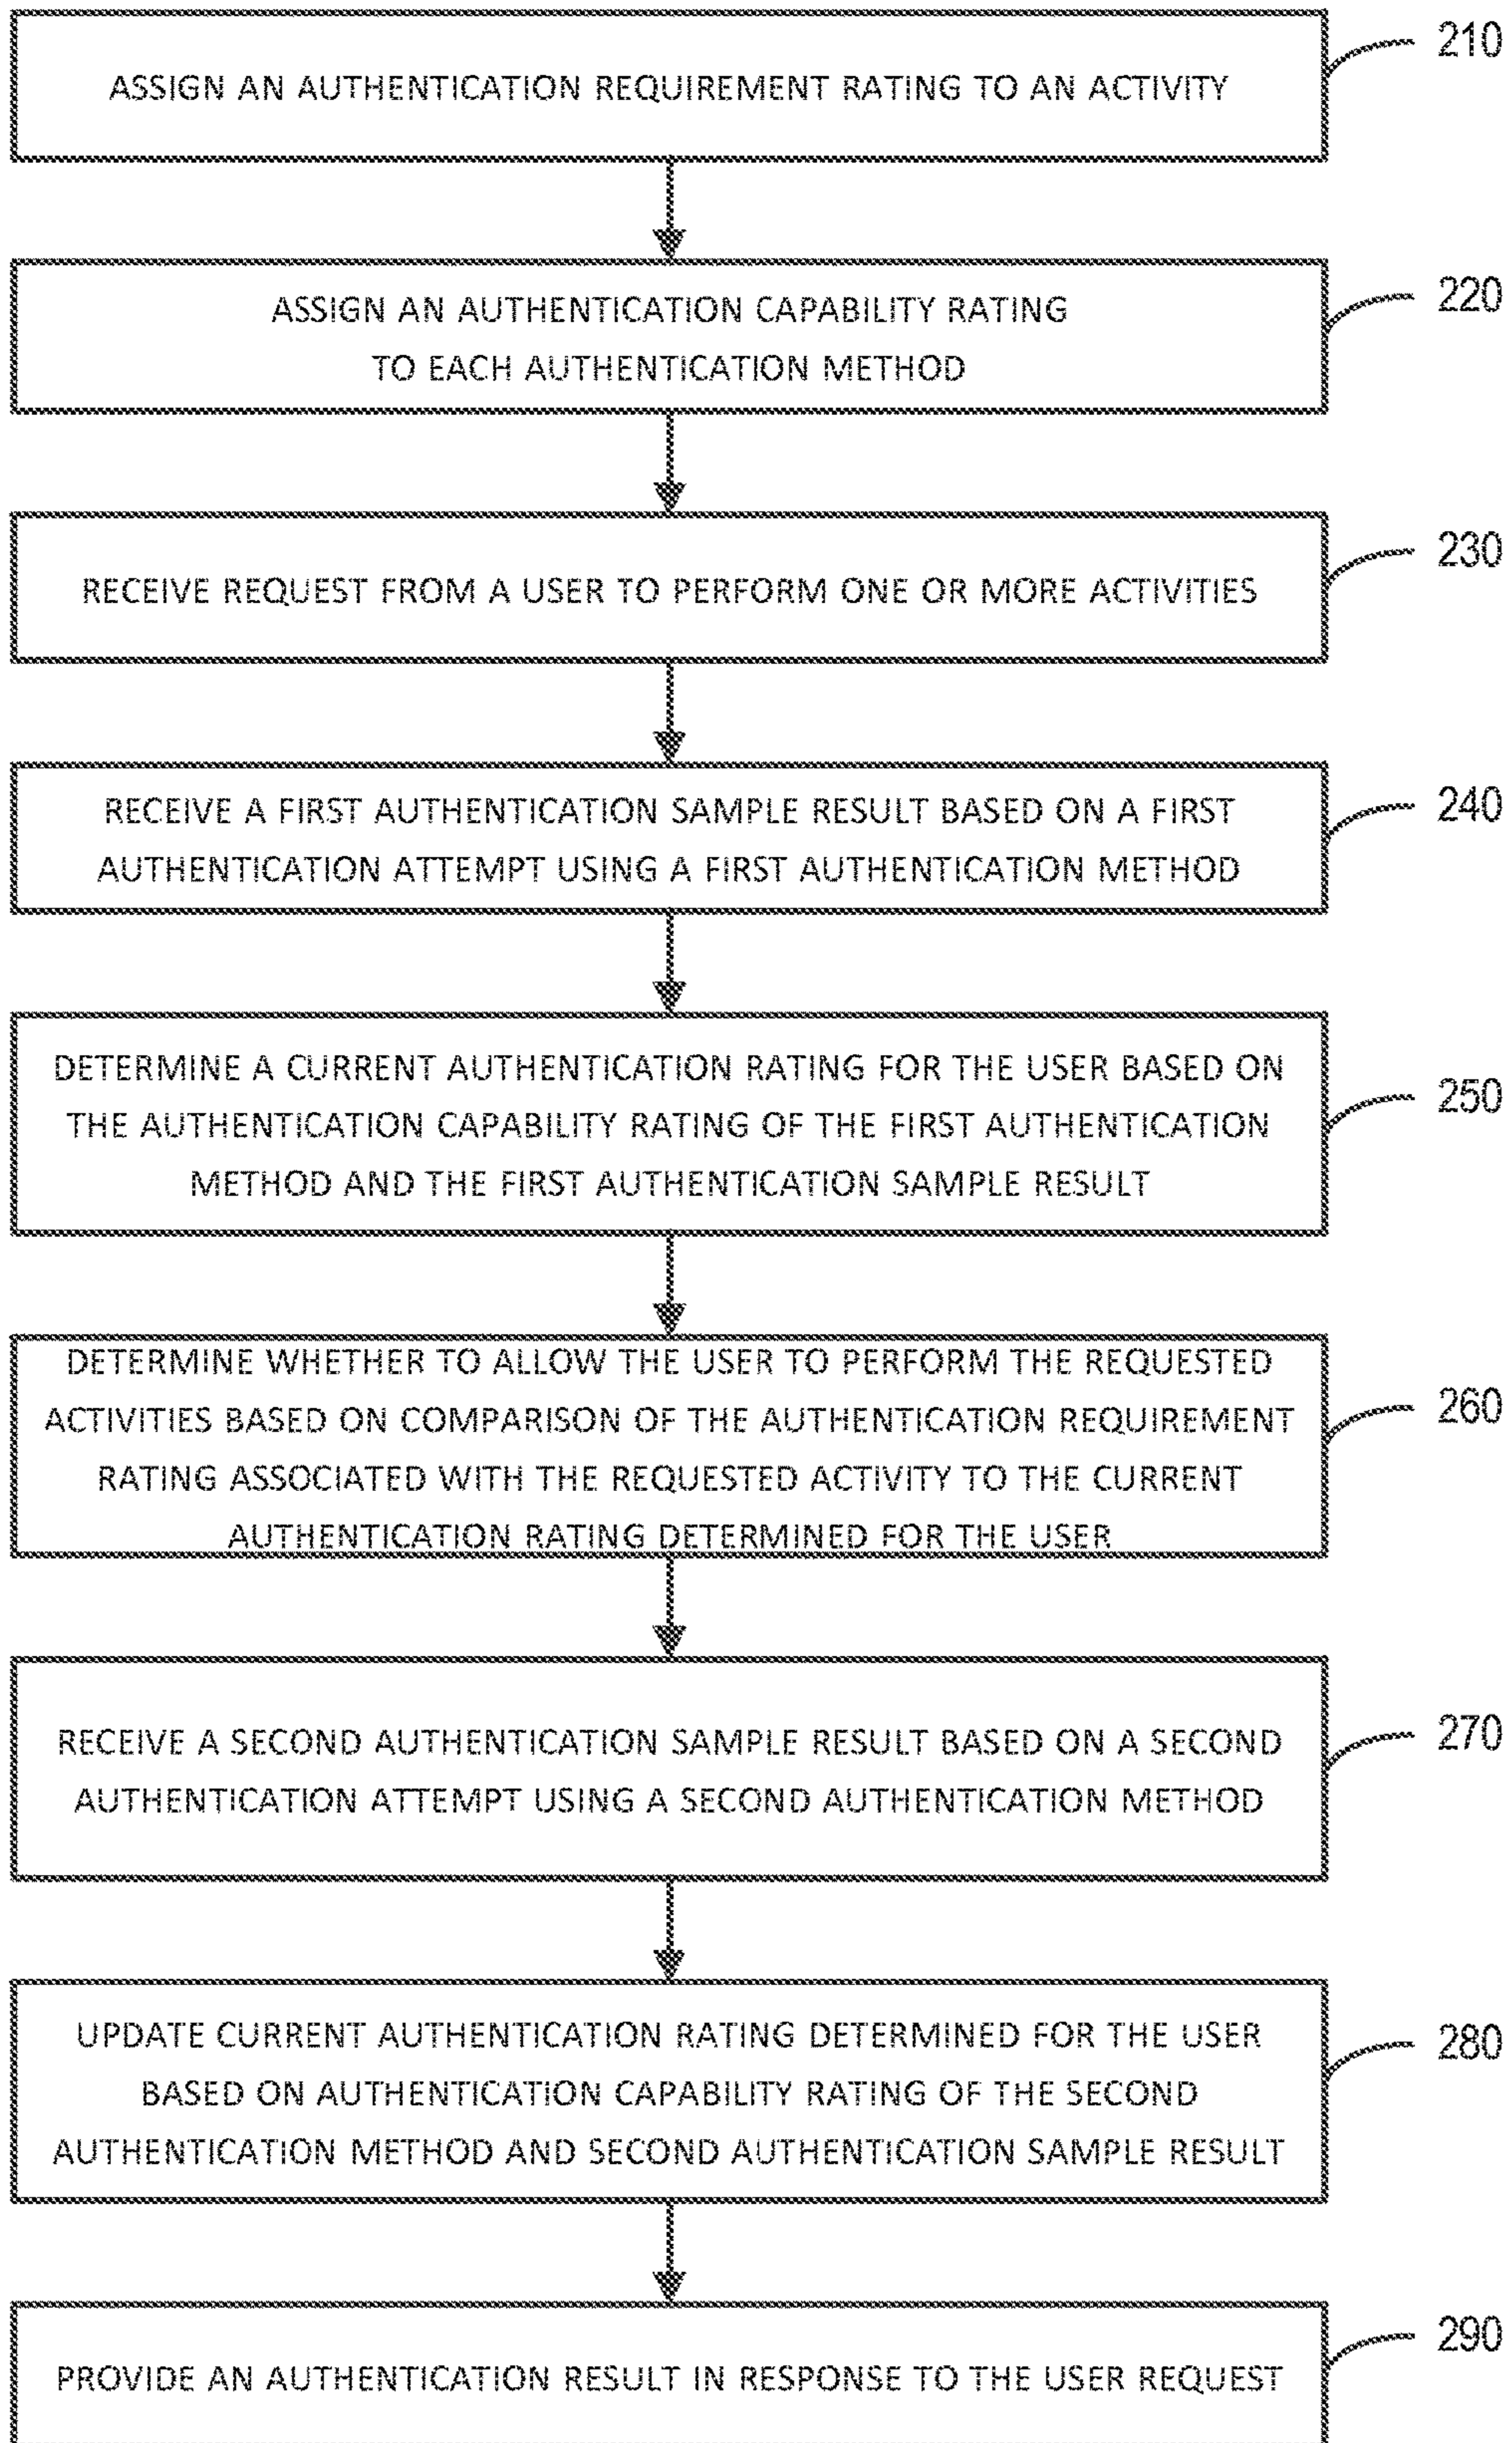 210
ASSIGN AN AUTHENTICATION REQUIREMENT RATING TO AN ACTIVITY
220
ASSIGN AN AUTHENTICATION CAPABILITY RATING
TO EACH AUTHENTICATION METHOD
230
RECEIVE REQUEST FROM A USER TO PERFORM ONE OR MORE ACTIVITIES
240
RECEIVE A FIRST AUTHENTICATION SAMPLE RESULT BASED ON A FIRST
AUTHENTICATION ATTEMPT USING A FIRST AUTHENTICATION METHOD
250
DETERMINE A CURRENT AUTHENTICATION RATING FOR THE USER BASED ON
THE AUTHENTICATION CAPABILITY RATING OF THE FIRST AUTHENTICATION
METHOD AND THE FIRST AUTHENTICATION SAMPLE RESULT
260
DETERMINE WHETHER TO ALLOW THE USER TO PERFORM THE REQUESTED
ACTIVITIES BASED ON COMPARISON OF THE AUTHENTICATION REQUIREMENT
RATING ASSOCIATED WITH THE REQUESTED ACTIVITY TO THE CURRENT
AUTHENTICATION RATING DETERMINED FOR THE USER
270
RECEIVE A SECOND AUTHENTICATION SAMPLE RESULT BASED ON A SECOND
AUTHENTICATION ATTEMPT USING A SECOND AUTHENTICATION METHOD
280
UPDATE CURRENT AUTHENTICATION RATING DETERMINED FOR THE USER
BASED ON AUTHENTICATION CAPABILITY RATING OF THE SECOND
AUTHENTICATION METHOD AND SECOND AUTHENTICATION SAMPLE RESULT
290
PROVIDE AN AUTHENTICATION RESULT IN RESPONSE TO THE USER REQUEST